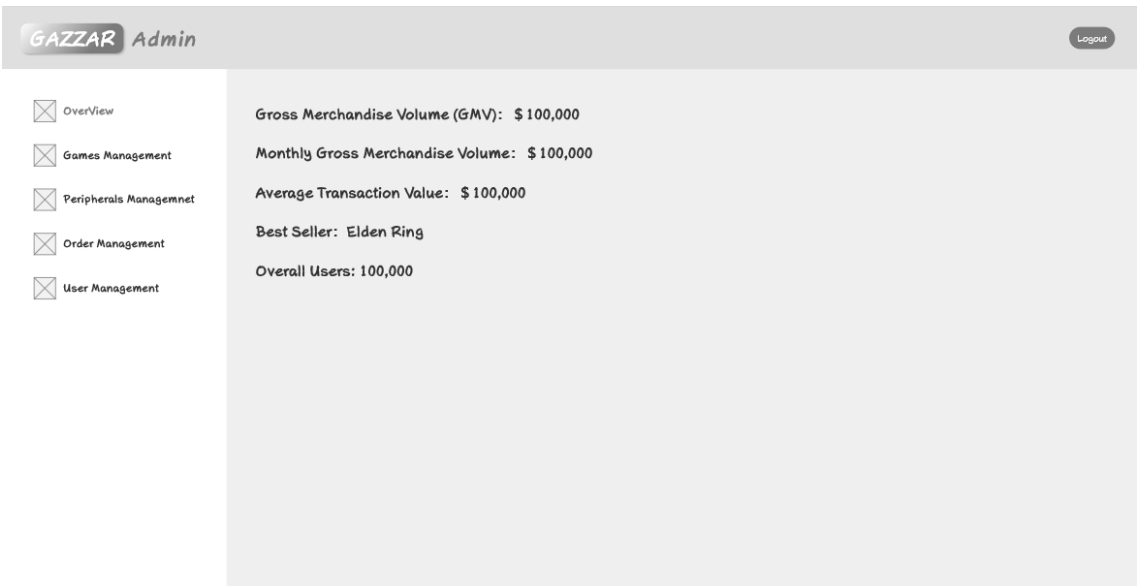 GAZZAR Admin
Logout
OverView
Games Management
Peripherals Managemnet
Order Management
User Management
Gross Merchandise Volume (GMV): $ 100,000
Monthly Gross Merchandise Volume: $ 100,000
Average Transaction Value: $ 100,000
Best Seller: Elden Ring
Overall Users: 100,000